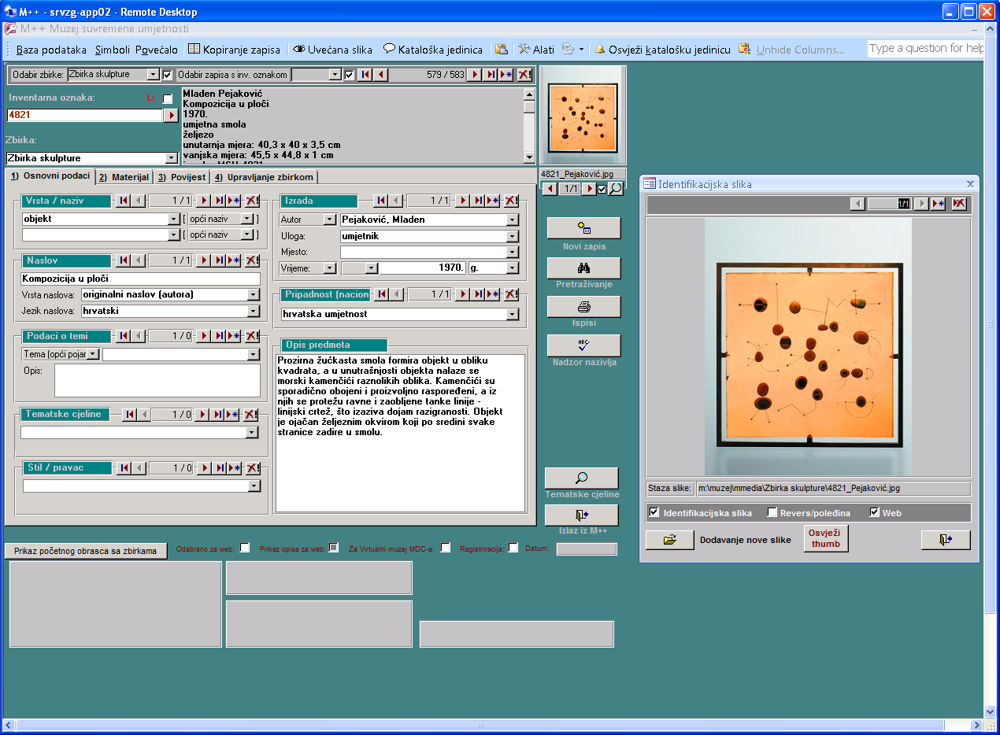 M++ - srvzg-app02 - Remote Desktop
M++ Muzej suvremene umjetnosti
Baza podataka Simboli Povećalo Kopiranje zapisa Uvećana slika Kataloška jedinica Alati Osvježi katalošku jedinicu Unhide Columns... Type a question for help
Odabir zbirke: Zbirka skulpture Odabir zapisa s inv. oznakom 579 / 583
Inventarna oznaka: L:
4821
Zbirka:
Zbirka skulpture
Mladen Pejaković
Kompozicija u ploči
1970.
umjetna smola
željezo
unutarnja mjera: 40,3 x 40 x 3,5 cm
vanjska mjera: 45,5 x 44,8 x 1 cm
4821_Pejaković.jpg
1/1
1) Osnovni podaci 2) Materijal 3) Povijest 4) Upravljanje zbirkom
Vrsta / naziv 1 / 1
objekt [ opći naziv ]
[ opći naziv ]
Naslov 1 / 1
Kompozicija u ploči
Vrsta naslova: originalni naslov (autora)
Jezik naslova: hrvatski
Podaci o temi 1 / 0
Tema (opći pojar
Opis:
Tematske cjeline 1 / 0
Stil / pravac 1 / 0
Izrada 1 / 1
Autor Pejaković, Mladen
Uloga: umjetnik
Mjesto:
Vrijeme: 1970. g.
Pripadnost (nacion 1 / 1
hrvatska umjetnost
Opis predmeta
Prozirna žućkasta smola formira objekt u obliku
kvadrata, a u unutrašnjosti objekta nalaze se
morski kamenčići raznolikih oblika. Kamenčići su
sporadično obojeni i proizvoljno raspoređeni, a iz
njih se protežu ravne i zaobljene tanke linije -
linijski crtež, što izaziva dojam razigranosti. Objekt
je ojačan željeznim okvirom koji po sredini svake
stranice zadire u smolu.
Novi zapis
Pretraživanje
Ispisi
ABC
Nadzor nazivlja
Tematske cjeline
Izlaz iz M++
Identifikacijska slika
1/1
Staza slike: m:\muzej\mmedia\Zbirka skulpture\4821_Pejaković.jpg
Identifikacijska slika Revers/poleđina Web
Dodavanje nove slike Osvježi
thumb
Prikaz početnog obrasca sa zbirkama Odabrano za web: Prikaz opisa za web: Za Virtualni muzej MDC-a: Registriracija: Datum: